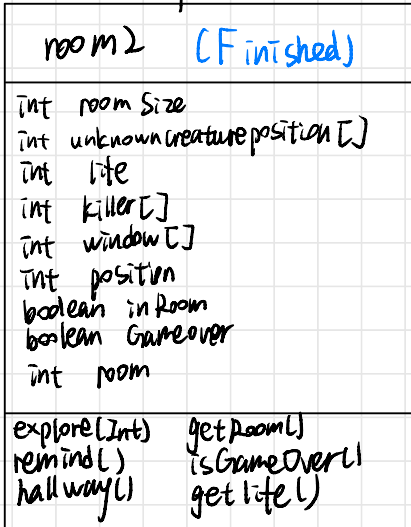 room2 (Finished)
int roomSize
int unknowncreatureposition[]
int life
int killer[]
int window[]
int position
boolean inRoom
boolean Gameover
int room
explore(Int) getRoom()
remind() isGameOver()
hallway() getlife()